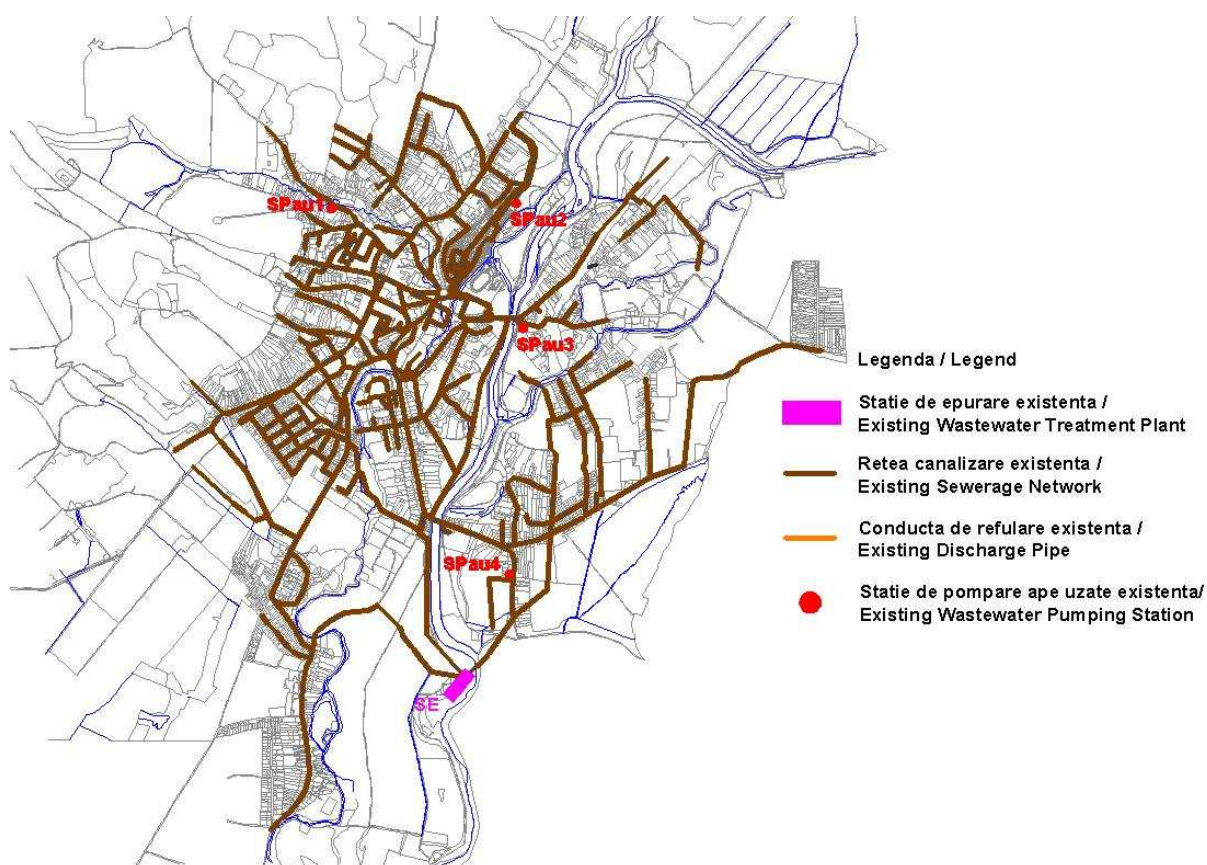 SPau1
SPau2
SPau3
SPau4
SE
Legenda / Legend
Statie de epurare existenta /
Existing Wastewater Treatment Plant
Retea canalizare existenta /
Existing Sewerage Network
Conducta de refulare existenta /
Existing Discharge Pipe
Statie de pompare ape uzate existenta/
Existing Wastewater Pumping Station